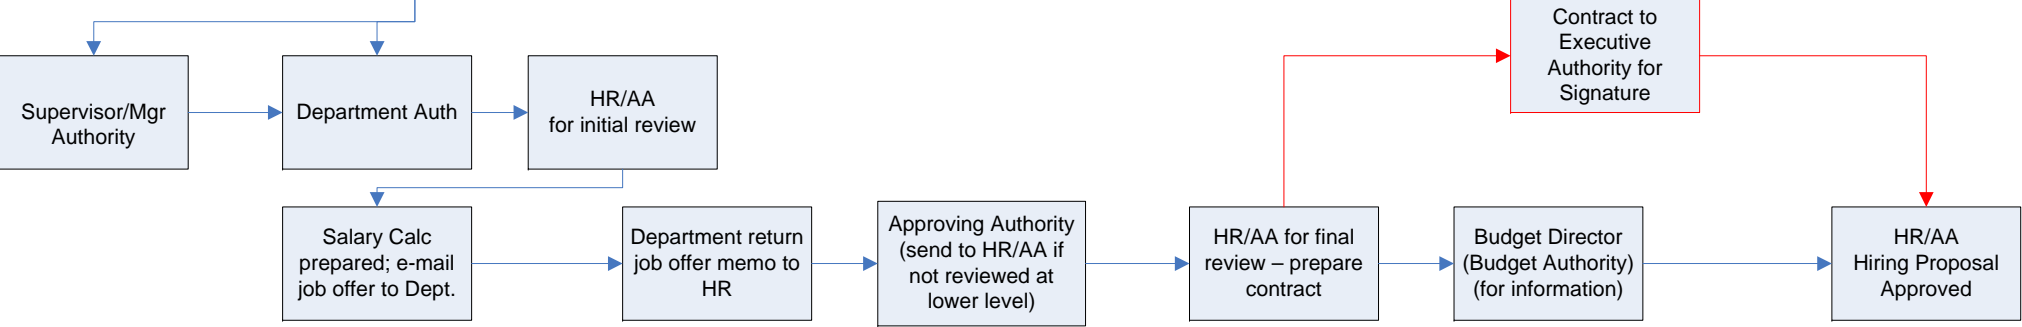 Contract to
Executive
Authority for
Signature
Supervisor/Mgr
Authority
Department Auth
HR/AA
for initial review
Salary Calc
prepared; e-mail
job offer to Dept.
Department return
job offer memo to
HR
Approving Authority
(send to HR/AA if
not reviewed at
lower level)
HR/AA for final
review – prepare
contract
Budget Director
(Budget Authority)
(for information)
HR/AA
Hiring Proposal
Approved